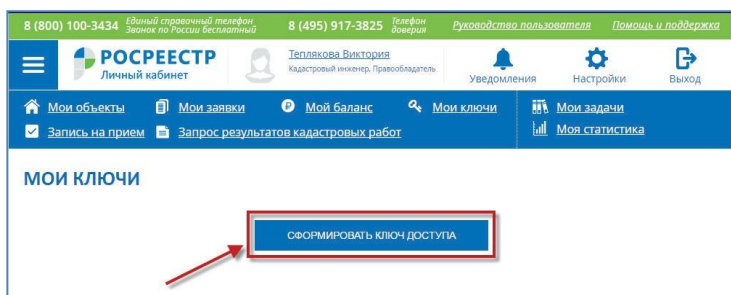 8 (800) 100-3434 Единый справочный телефон Звонок по России бесплатный 8 (495) 917-3825 Телефон доверия Руководство пользователя Помощь и поддержка
РОСРЕЕСТР
Личный кабинет
Теплякова Виктория
Кадастровый инженер, Правообладатель
Уведомления Настройки Выход
Мои объекты Мои заявки Мой баланс Мои ключи Мои задачи
Запись на прием Запрос результатов кадастровых работ Моя статистика
МОИ КЛЮЧИ
СФОРМИРОВАТЬ КЛЮЧ ДОСТУПА